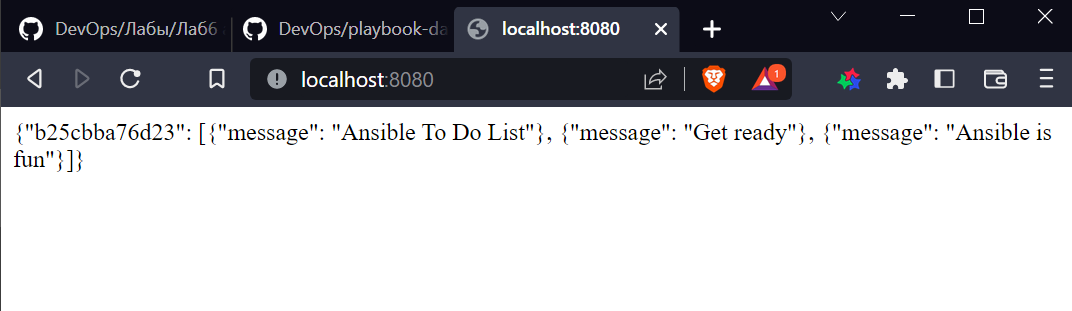 DevOps/Лабы/Лаб6
DevOps/playbook-da
localhost:8080
localhost:8080
1
{"b25cbba76d23": [{"message": "Ansible To Do List"}, {"message": "Get ready"}, {"message": "Ansible is
fun"}]}